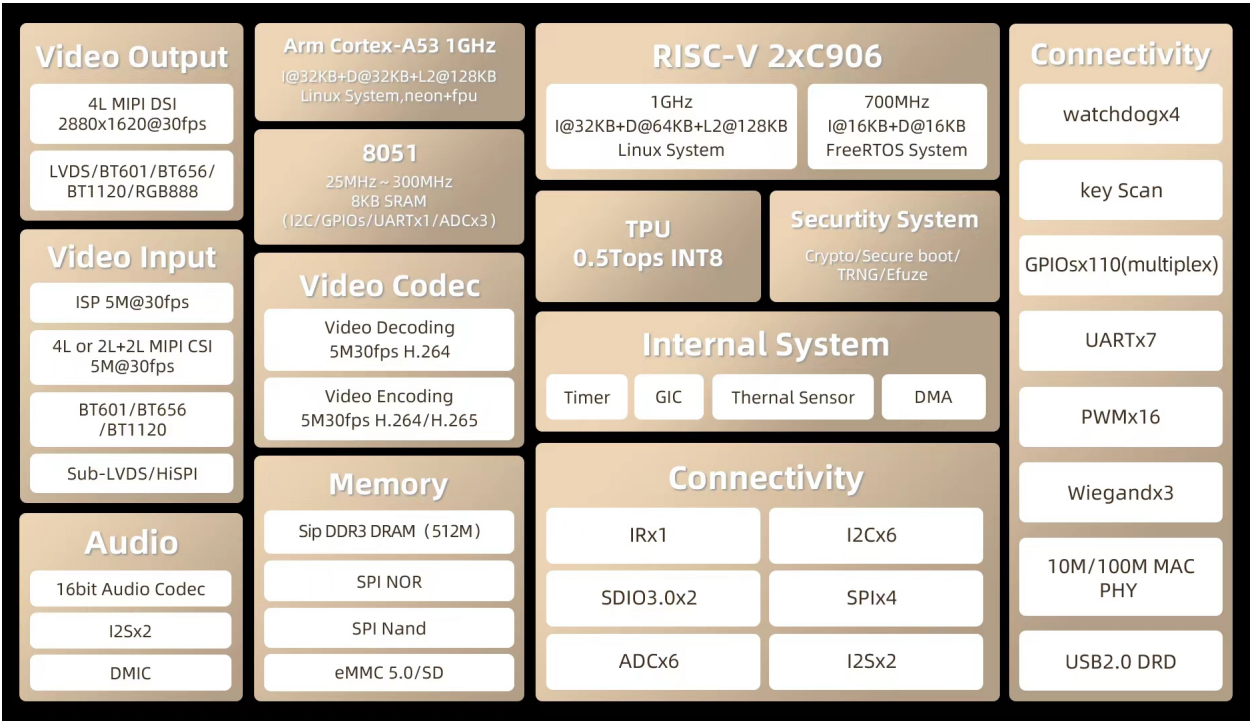 Video Output
4L MIPI DSI
2880x1620@30fps
LVDS/BT601/BT656/
BT1120/RGB888
Video Input
ISP 5M@30fps
4L or 2L+2L MIPI CSI
5M@30fps
BT601/BT656
/BT1120
Sub-LVDS/HiSPI
Audio
16bit Audio Codec
I2Sx2
DMIC
Arm Cortex-A53 1GHz
I@32KB+D@32KB+L2@128KB
Linux System,neon+fpu
8051
25MHz~300MHz
8KB SRAM
(I2C/GPIOs/UARTx1/ADCx3)
Video Codec
Video Decoding
5M30fps H.264
Video Encoding
5M30fps H.264/H.265
Memory
Sip DDR3 DRAM（512M）
SPI NOR
SPI Nand
eMMC 5.0/SD
RISC-V 2xC906
1GHz
I@32KB+D@64KB+L2@128KB
Linux System
700MHz
I@16KB+D@16KB
FreeRTOS System
TPU
0.5Tops INT8
Securtity System
Crypto/Secure boot/
TRNG/Efuze
Internal System
Timer
GIC
Thernal Sensor
DMA
Connectivity
IRx1
I2Cx6
SDIO3.0x2
SPIx4
ADCx6
I2Sx2
Connectivity
watchdogx4
key Scan
GPIOsx110(multiplex)
UARTx7
PWMx16
Wiegandx3
10M/100M MAC
PHY
USB2.0 DRD